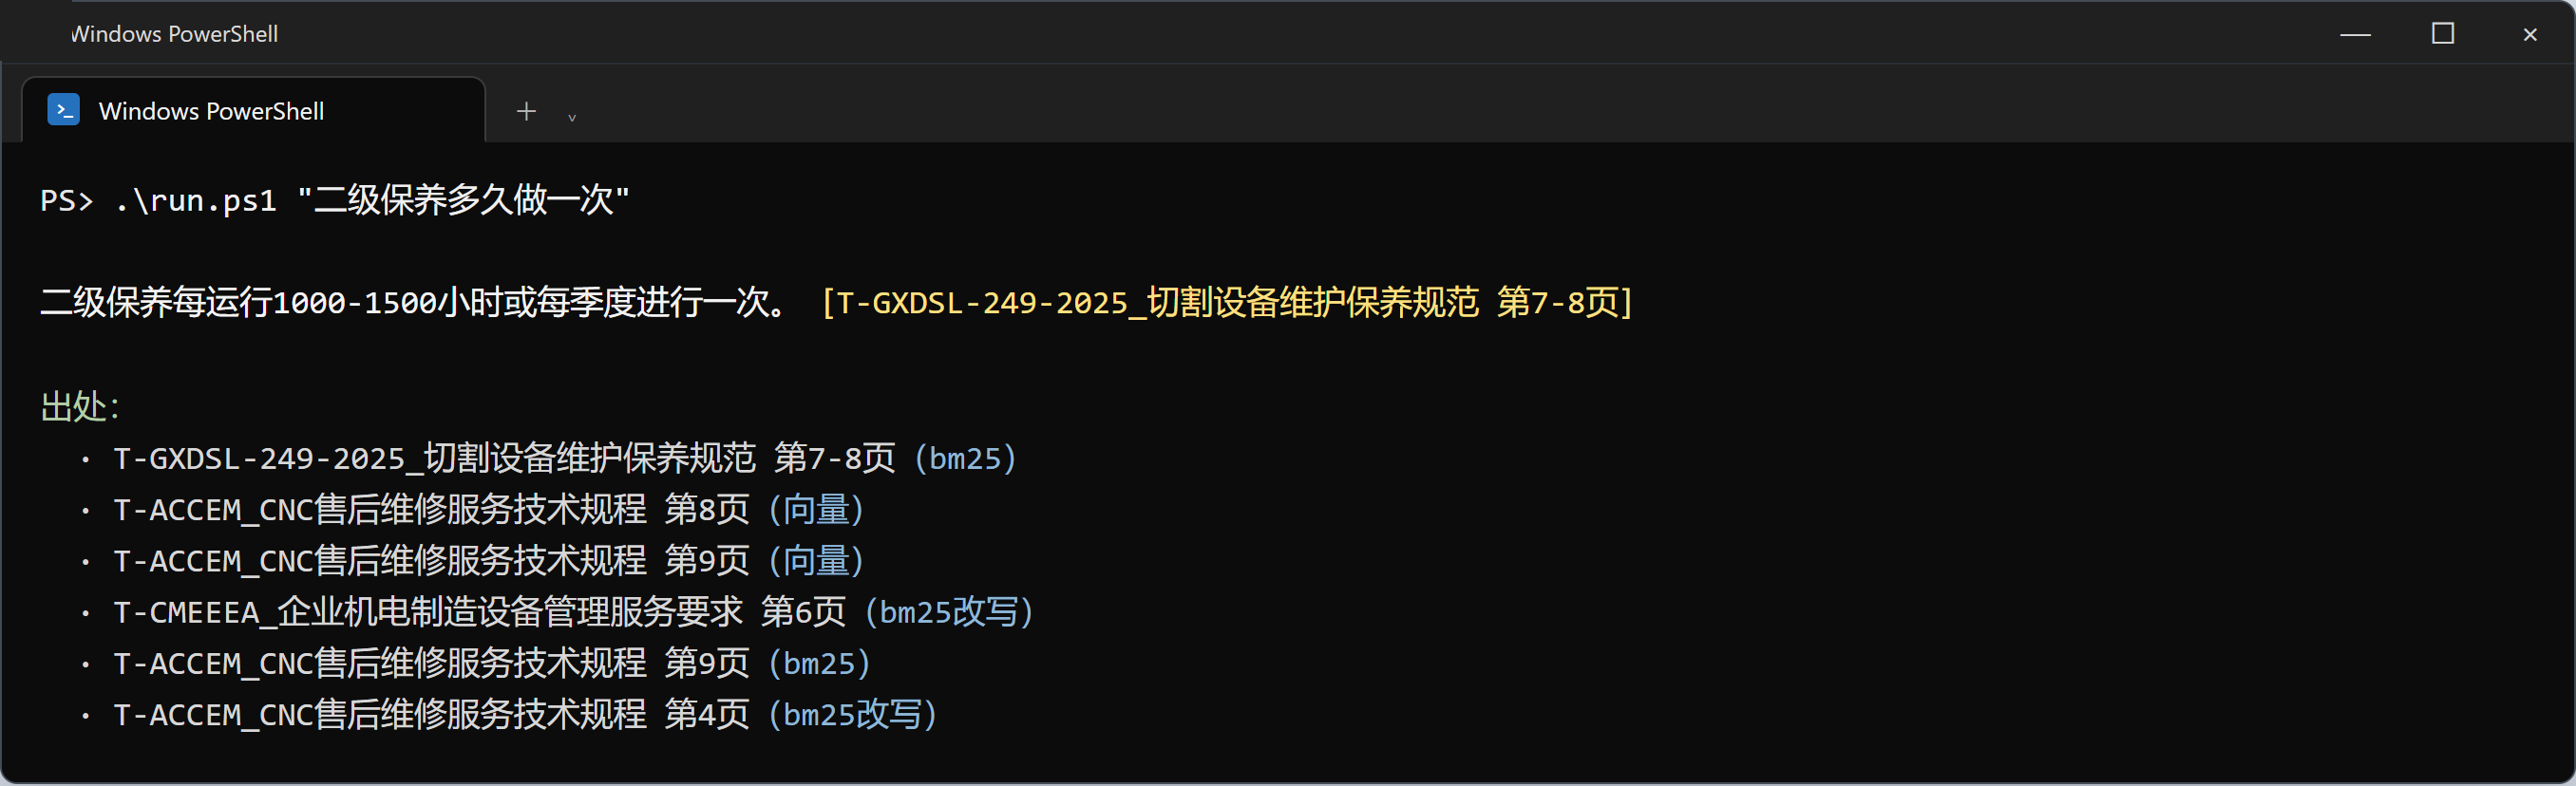 Windows PowerShell
Windows PowerShell
PS> .\run.ps1 "二级保养多久做一次"
二级保养每运行1000-1500小时或每季度进行一次。 [T-GXDSL-249-2025_切割设备维护保养规范 第7-8页]
出处：
· T-GXDSL-249-2025_切割设备维护保养规范 第7-8页（bm25）
· T-ACCEM_CNC售后维修服务技术规程 第8页（向量）
· T-ACCEM_CNC售后维修服务技术规程 第9页（向量）
· T-CMEEEA_企业机电制造设备管理服务要求 第6页（bm25改写）
· T-ACCEM_CNC售后维修服务技术规程 第9页（bm25）
· T-ACCEM_CNC售后维修服务技术规程 第4页（bm25改写）